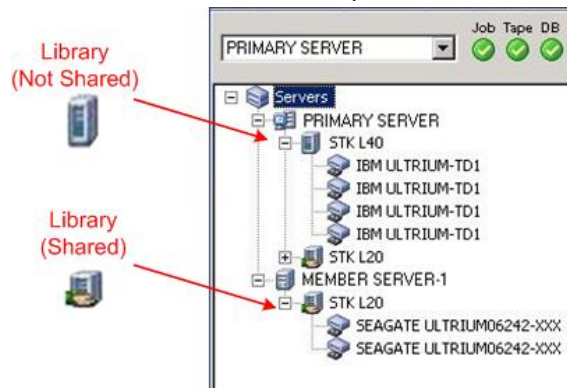 Library
(Not Shared)
Library
(Shared)
PRIMARY SERVER
Job Tape DB
Servers
PRIMARY SERVER
STK L40
IBM ULTRIUM-TD1
IBM ULTRIUM-TD1
IBM ULTRIUM-TD1
IBM ULTRIUM-TD1
STK L20
MEMBER SERVER-1
STK L20
SEAGATE ULTRIUM06242-XXX
SEAGATE ULTRIUM06242-XXX